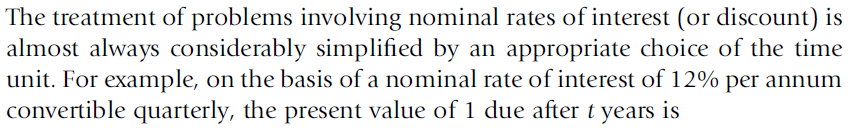 The treatment of problems involving nominal rates of interest (or discount) is
almost always considerably simplified by an appropriate choice of the time
unit. For example, on the basis of a nominal rate of interest of 12% per annum
convertible quarterly, the present value of 1 due after t years is